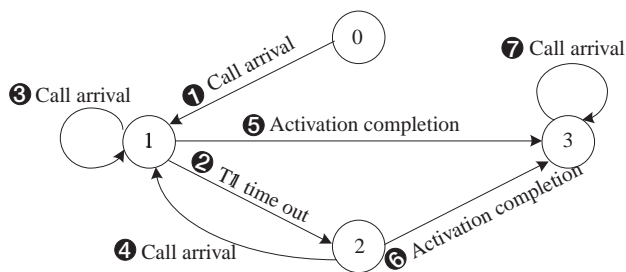 0
❼ Call arrival
❶ Call arrival
❸ Call arrival
1
❺ Activation completion
3
❷ T1 time out
❹ Call arrival
2
❻ Activation completion